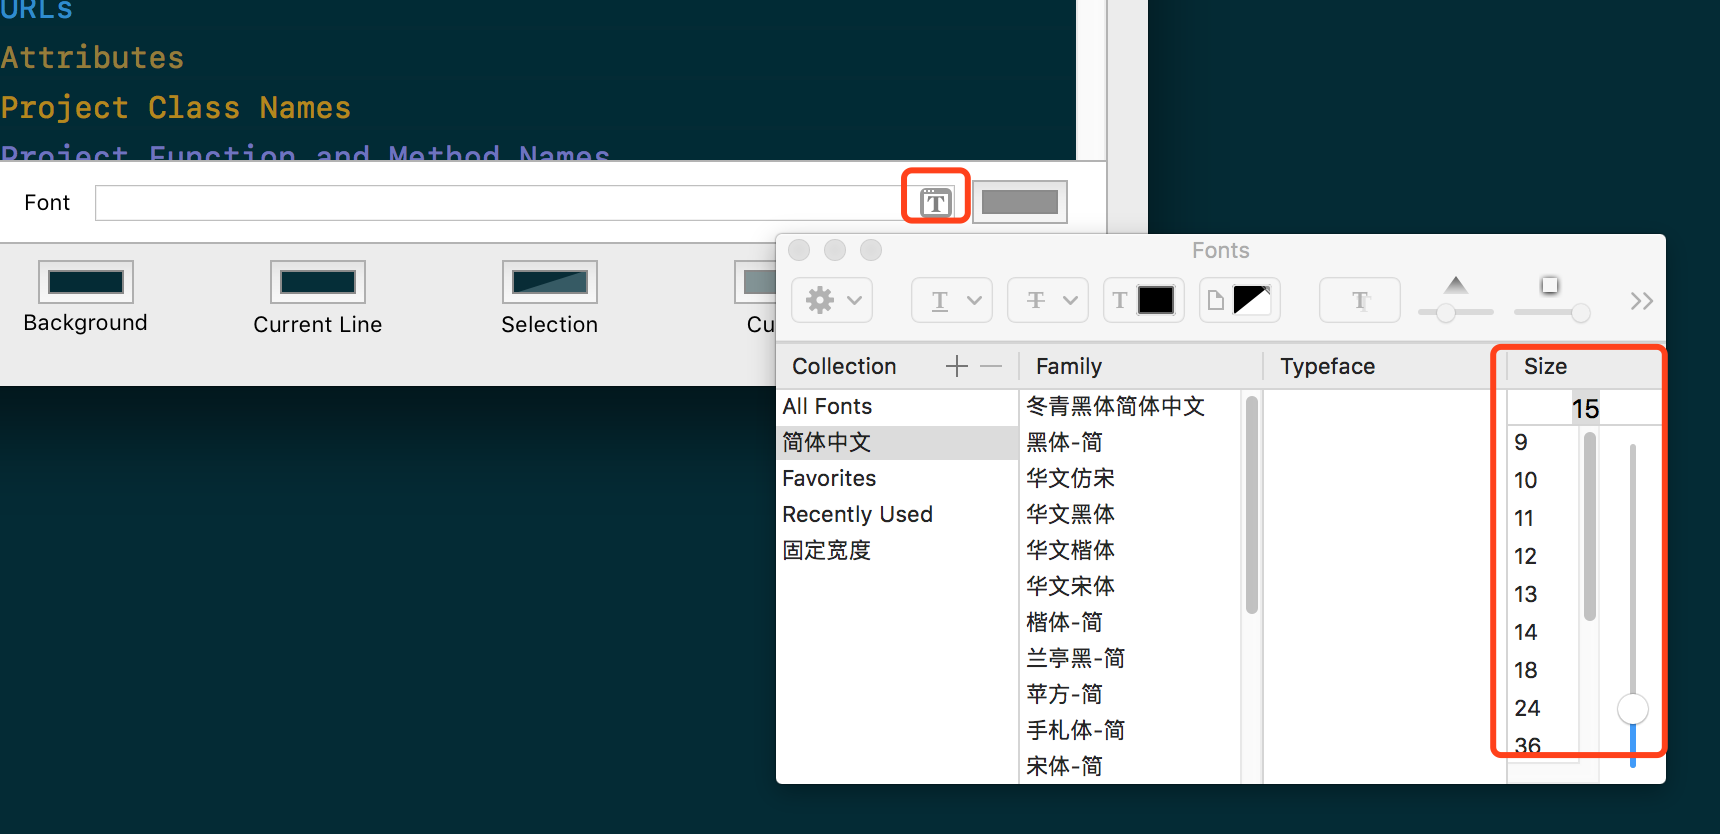 URLs
Attributes
Project Class Names
Project Function and Method Names
Font
T
Background
Current Line
Selection
Cu
Fonts
T
T
T
T
Collection
Family
Typeface
Size
All Fonts
简体中文
Favorites
Recently Used
固定宽度
冬青黑体简体中文
黑体-简
华文仿宋
华文黑体
华文楷体
华文宋体
楷体-简
兰亭黑-简
苹方-简
手札体-简
宋体-简
15
9
10
11
12
13
14
18
24
36